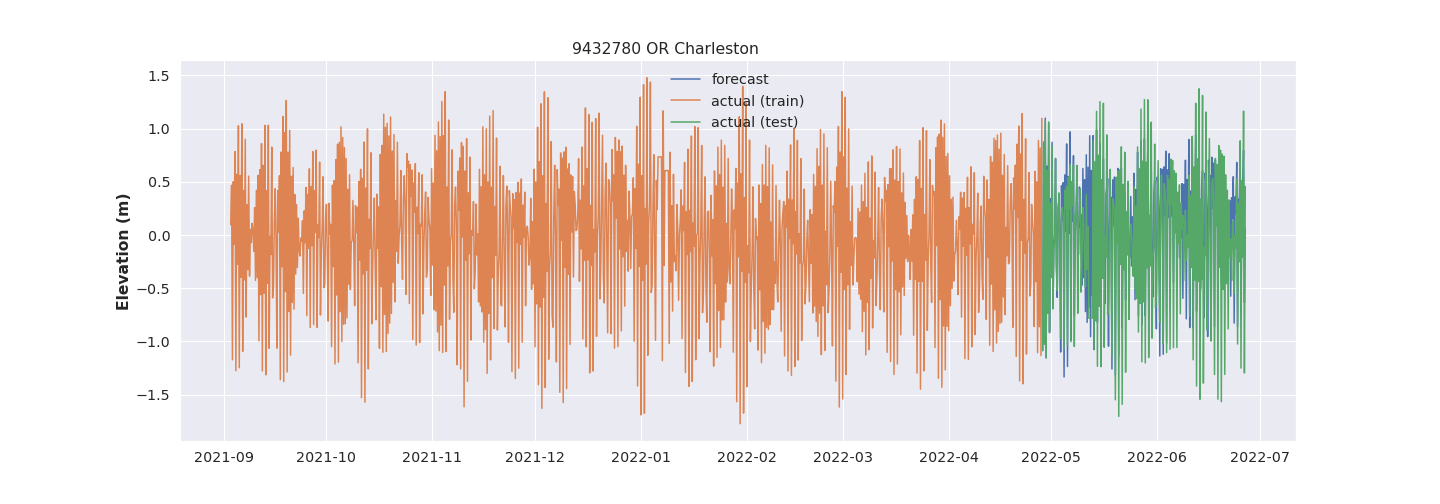 9432780 OR Charleston
forecast
actual (train)
actual (test)
Elevation (m)
1.5
1.0
0.5
0.0
−0.5
−1.0
−1.5
2021-09 2021-10 2021-11 2021-12 2022-01 2022-02 2022-03 2022-04 2022-05 2022-06 2022-07